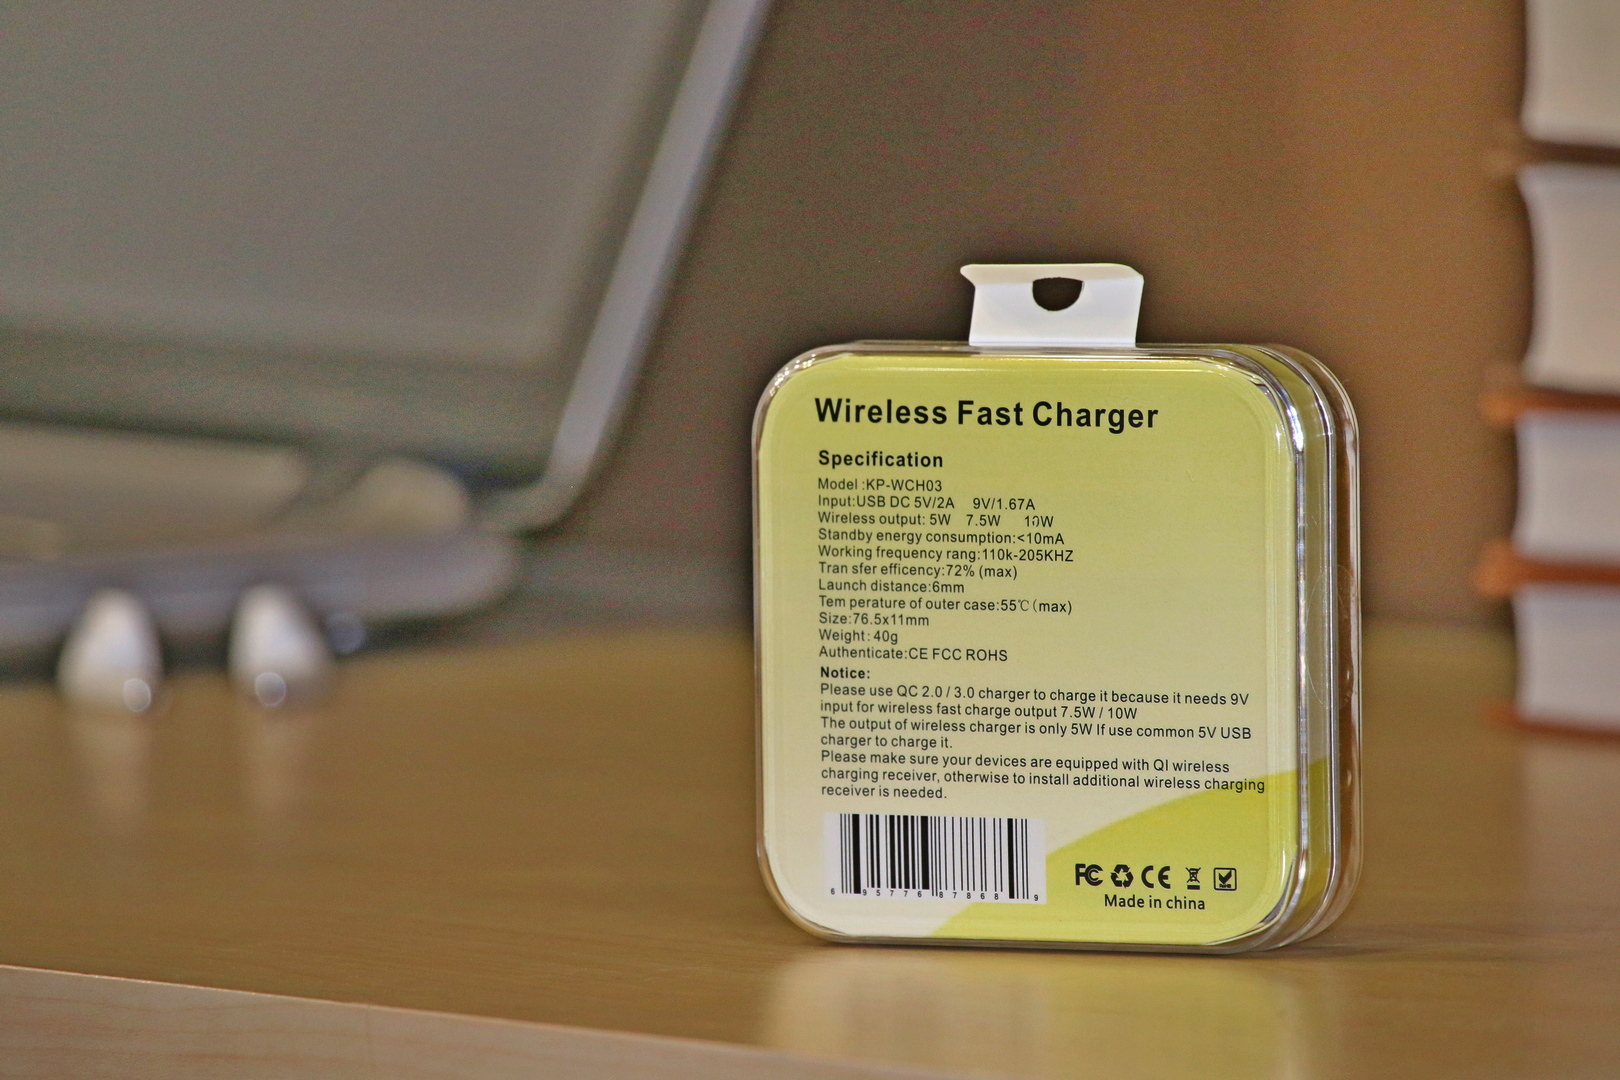 Wireless Fast Charger
Specification
Model :KP-WCH03
Input:USB DC 5V/2A 9V/1.67A
Wireless output: 5W 7.5W 10W
Standby energy consumption:<10mA
Working frequency rang:110k-205KHZ
Tran sfer efficency:72% (max)
Launch distance:6mm
Tem perature of outer case:55℃ (max)
Size:76.5x11mm
Weight: 40g
Authenticate:CE FCC ROHS
Notice:
Please use QC 2.0 / 3.0 charger to charge it because it needs 9V
input for wireless fast charge output 7.5W / 10W
The output of wireless charger is only 5W If use common 5V USB
charger to charge it.
Please make sure your devices are equipped with QI wireless
charging receiver, otherwise to install additional wireless charging
receiver is needed.
6 95776 87868 9
FC CE
Made in china